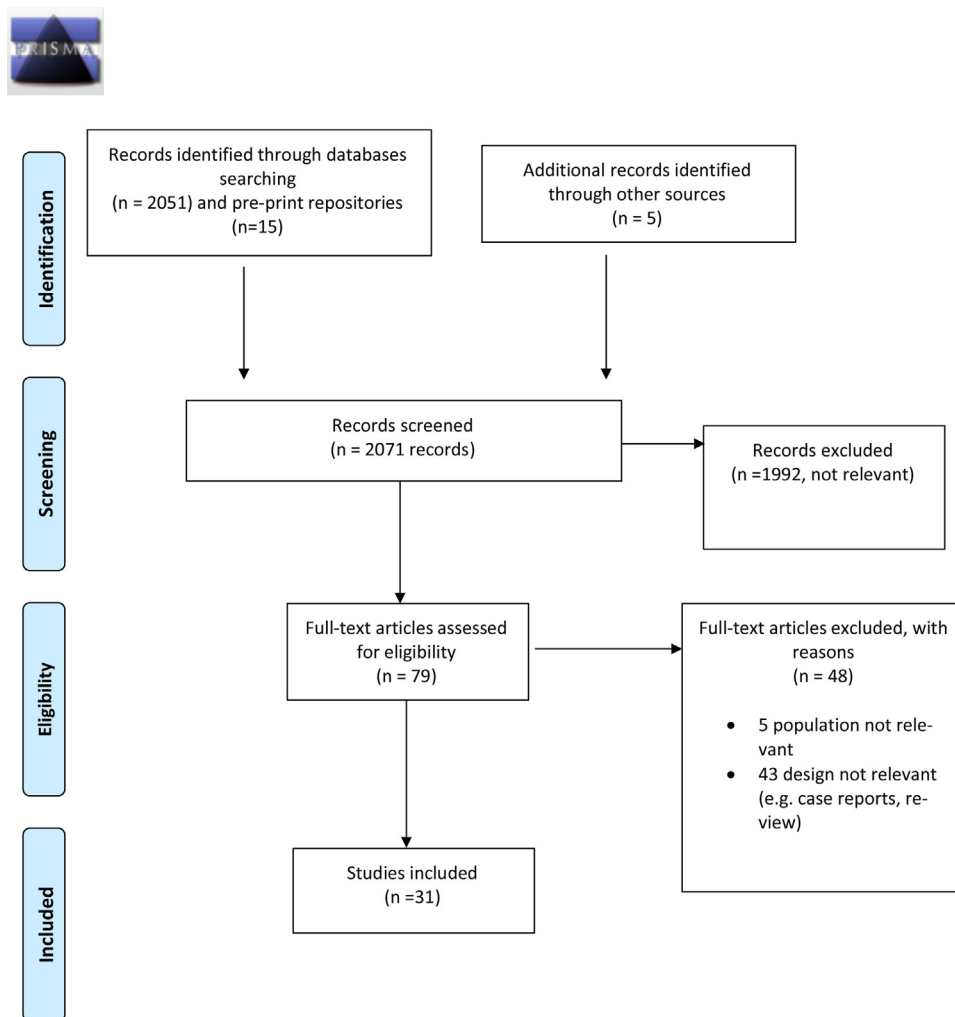 PRISMA
Identification
Records identified through databases
searching
(n = 2051) and pre-print repositories
(n=15)
Additional records identified
through other sources
(n = 5)
Screening
Records screened
(n = 2071 records)
Records excluded
(n =1992, not relevant)
Eligibility
Full-text articles assessed
for eligibility
(n = 79)
Full-text articles excluded, with
reasons
(n = 48)
• 5 population not rele-
vant
• 43 design not relevant
(e.g. case reports, re-
view)
Included
Studies included
(n =31)